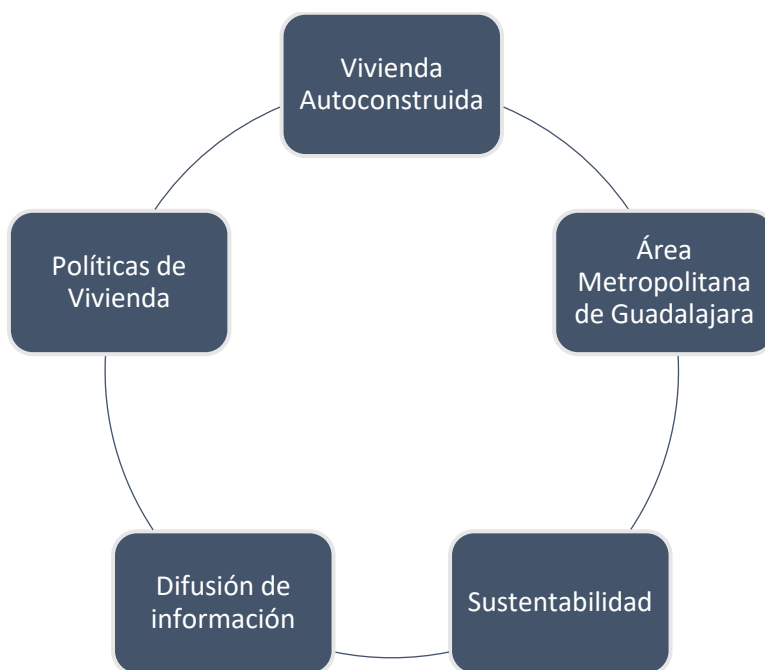 Vivienda
Autoconstruida
Área
Metropolitana
de Guadalajara
Sustentabilidad
Difusión de
información
Políticas de
Vivienda